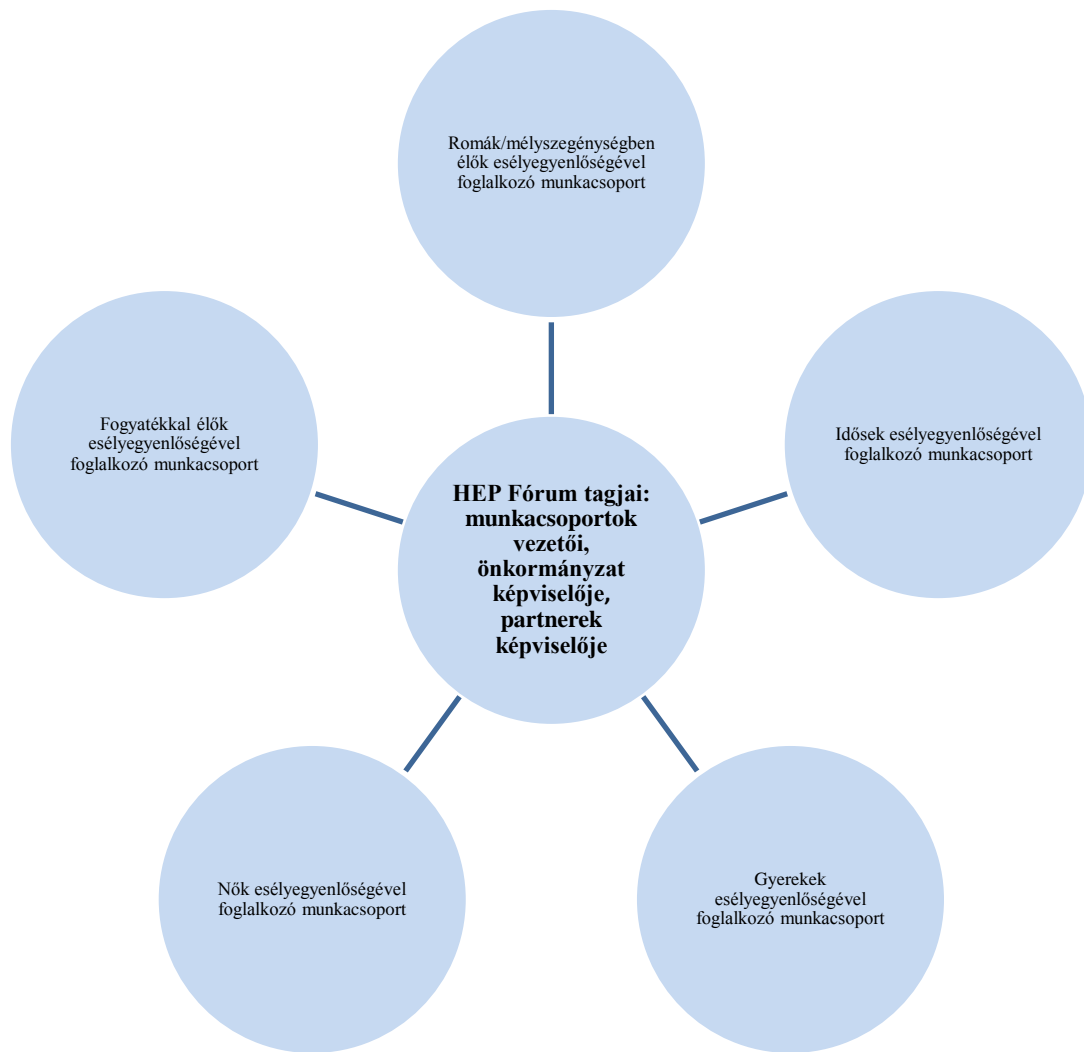 Romák/mélyszegénységben
élők esélyegyenlőségével
foglalkozó munkacsoport
Fogyatékkal élők
esélyegyenlőségével
foglalkozó munkacsoport
Idősek esélyegyenlőségével
foglalkozó munkacsoport
HEP Fórum tagjai:
munkacsoportok
vezetői,
önkormányzat
képviselője,
partnerek
képviselője
Nők esélyegyenlőségével
foglalkozó munkacsoport
Gyerekek
esélyegyenlőségével
foglalkozó munkacsoport